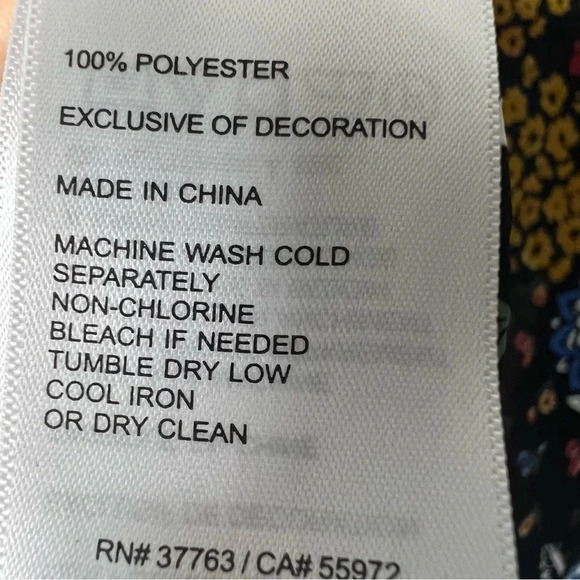 100% POLYESTER
EXCLUSIVE OF DECORATION
MADE IN CHINA
MACHINE WASH COLD
SEPARATELY
NON-CHLORINE
BLEACH IF NEEDED
TUMBLE DRY LOW
COOL IRON
OR DRY CLEAN
RN# 37763 / CA# 55972